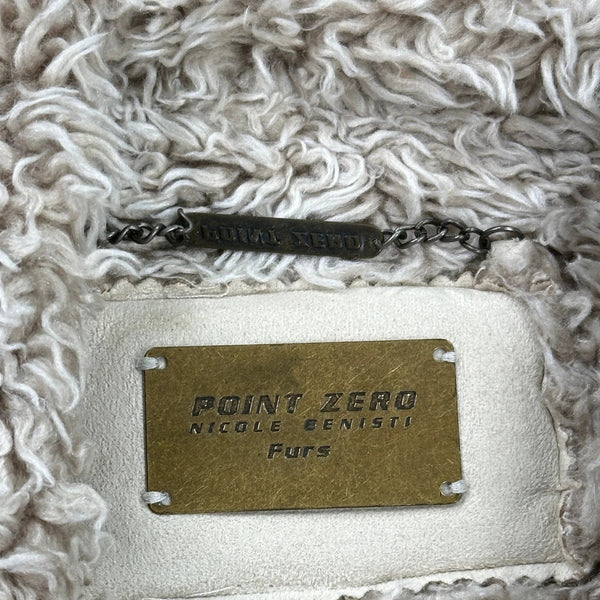 POINT ZERO
POINT ZERO
NICOLE BENISTI
Furs